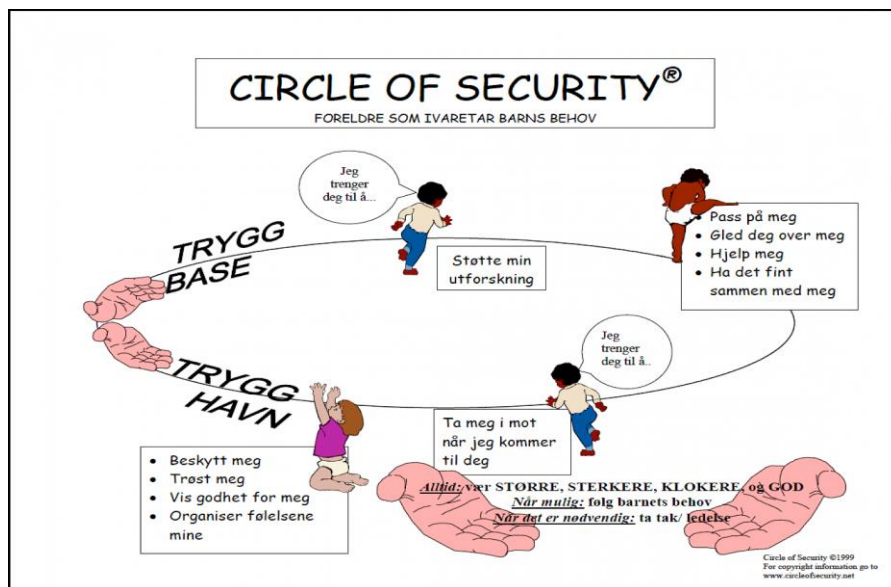 CIRCLE OF SECURITY®
FORELDRE SOM IVARETAR BARNS BEHOV
Jeg
trenger
deg til å...
TRYGG
BASE
Støtte min
utforskning
• Pass på meg
• Gled deg over meg
• Hjelp meg
• Ha det fint
sammen med meg
Jeg
trenger
deg til å..
TRYGG
HAVN
Ta meg i mot
når jeg kommer
til deg
• Beskytt meg
• Trøst meg
• Vis godhet for meg
• Organiser følelsene
mine
Alltid: vær STØRRE, STERKERE, KLOKERE, og GOD
Når mulig: følg barnets behov
Når det er nødvendig: ta tak/ ledelse
Circle of Security ©1999
For copyright information go to
www.circleofsecurity.net